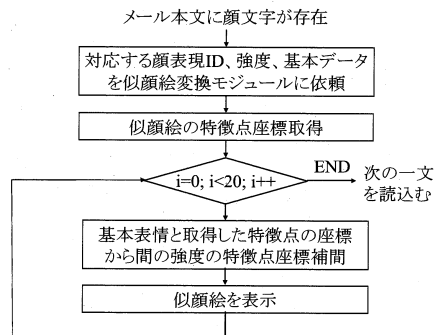 メール本文に顔文字が存在
対応する顔表現ID、強度、基本データ
を似顔絵変換モジュールに依頼
似顔絵の特徴点座標取得
i=0; i<20; i++
END
次の一文
を読込む
基本表情と取得した特徴点の座標
から間の強度の特徴点座標補間
似顔絵を表示